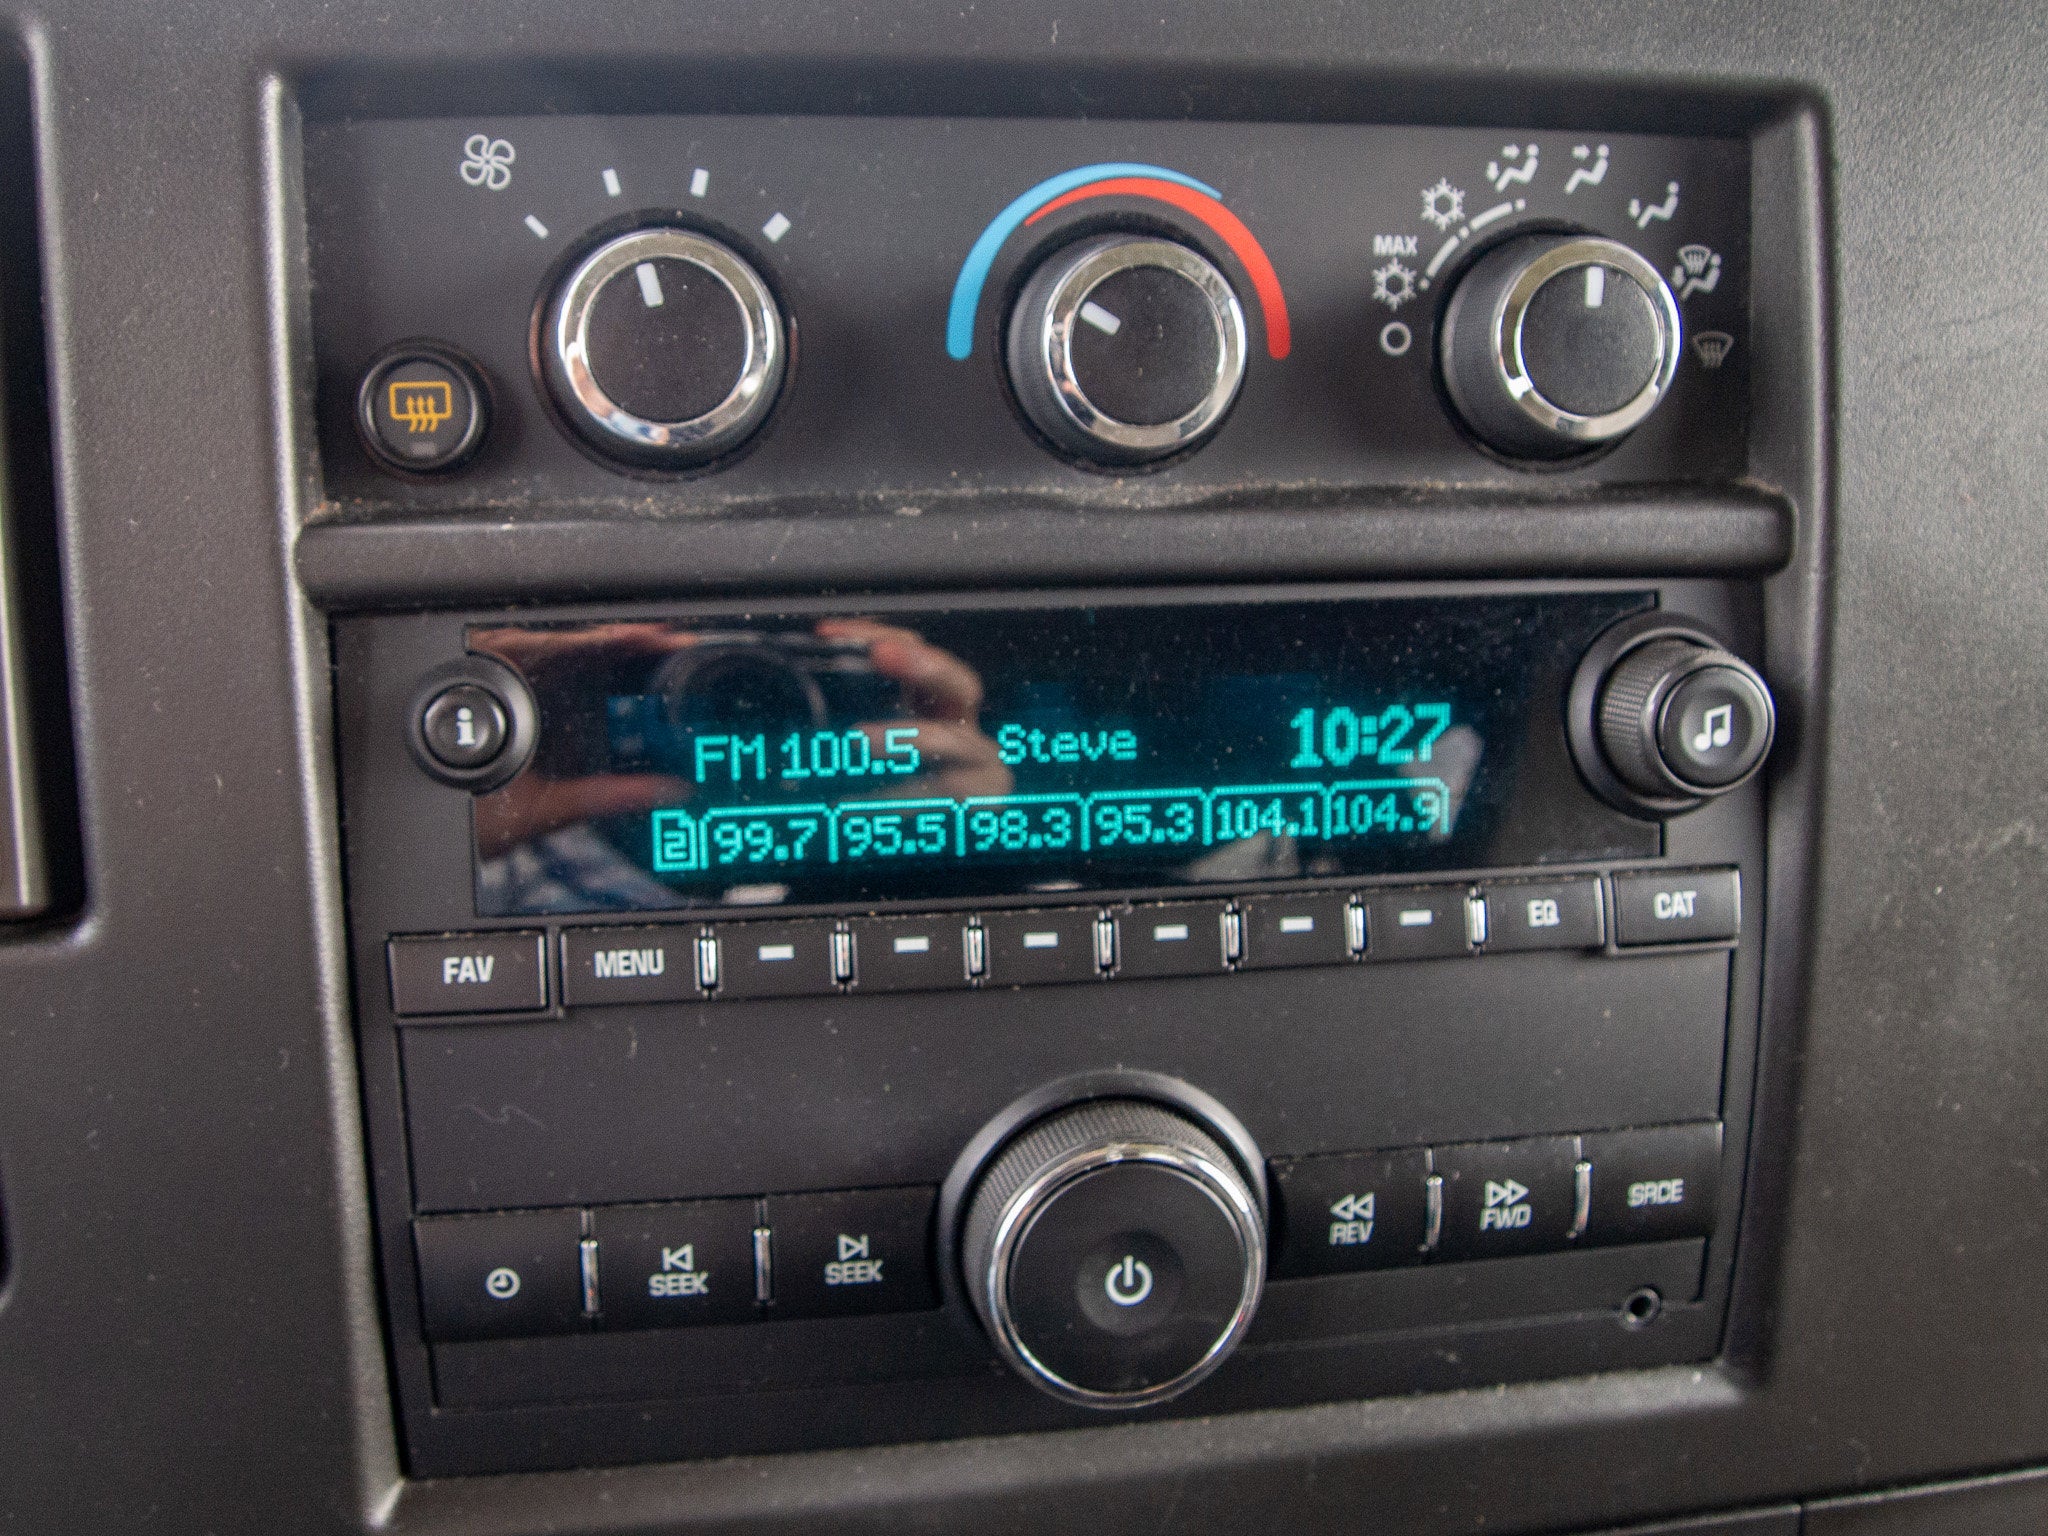 MAX
i
FM 100.5 Steve 10:27
2 99.7 95.5 98.3 95.3 104.1 104.9
FAV MENU EQ CAT
SEEK SEEK REV FWD SRCE